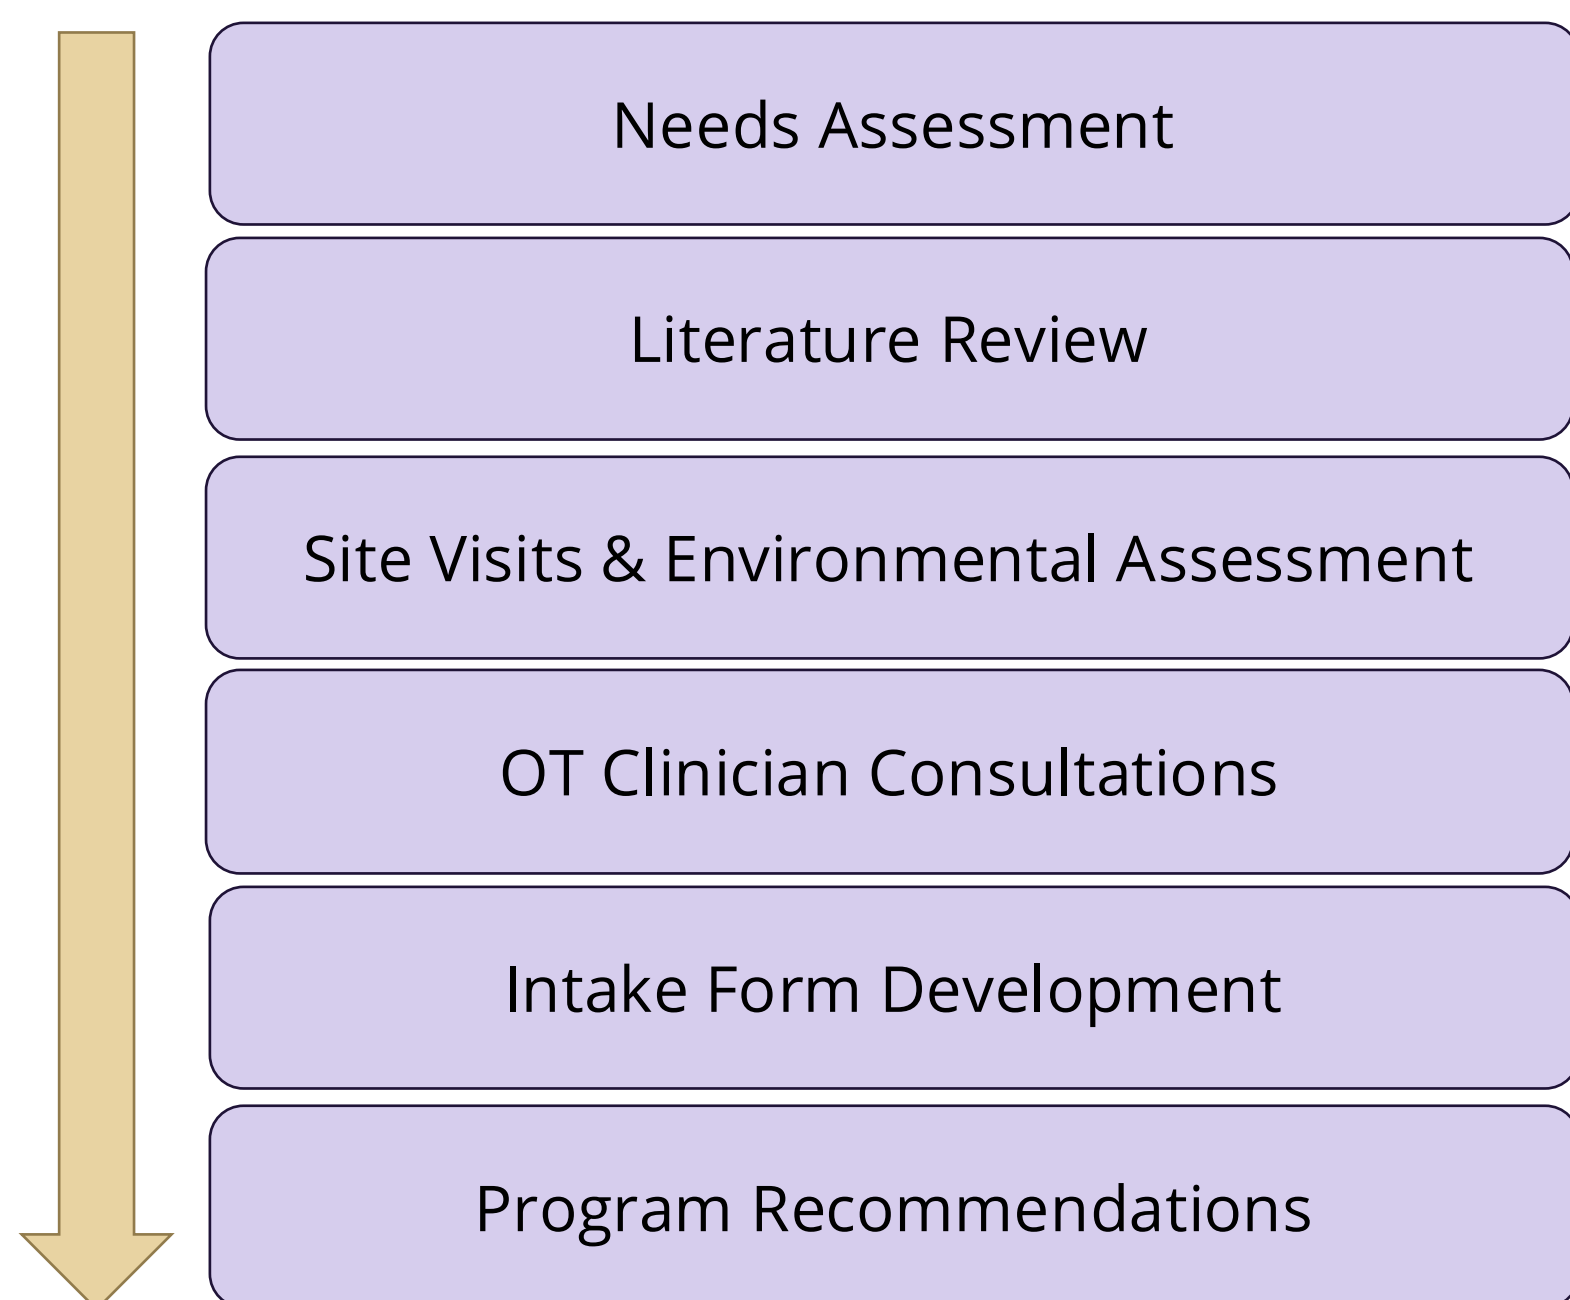 Needs Assessment
Literature Review
Site Visits & Environmental Assessment
OT Clinician Consultations
Intake Form Development
Program Recommendations